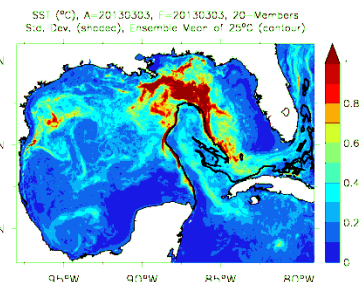 SST (°C), A=20130303, F=20130303, 20-Members
Std. Dev. (shaded), Ensemble Mean of 25°C (contour)
1
0.8
0.6
0.4
0.2
0
N
N
N
95°W 90°W 85°W 80°W